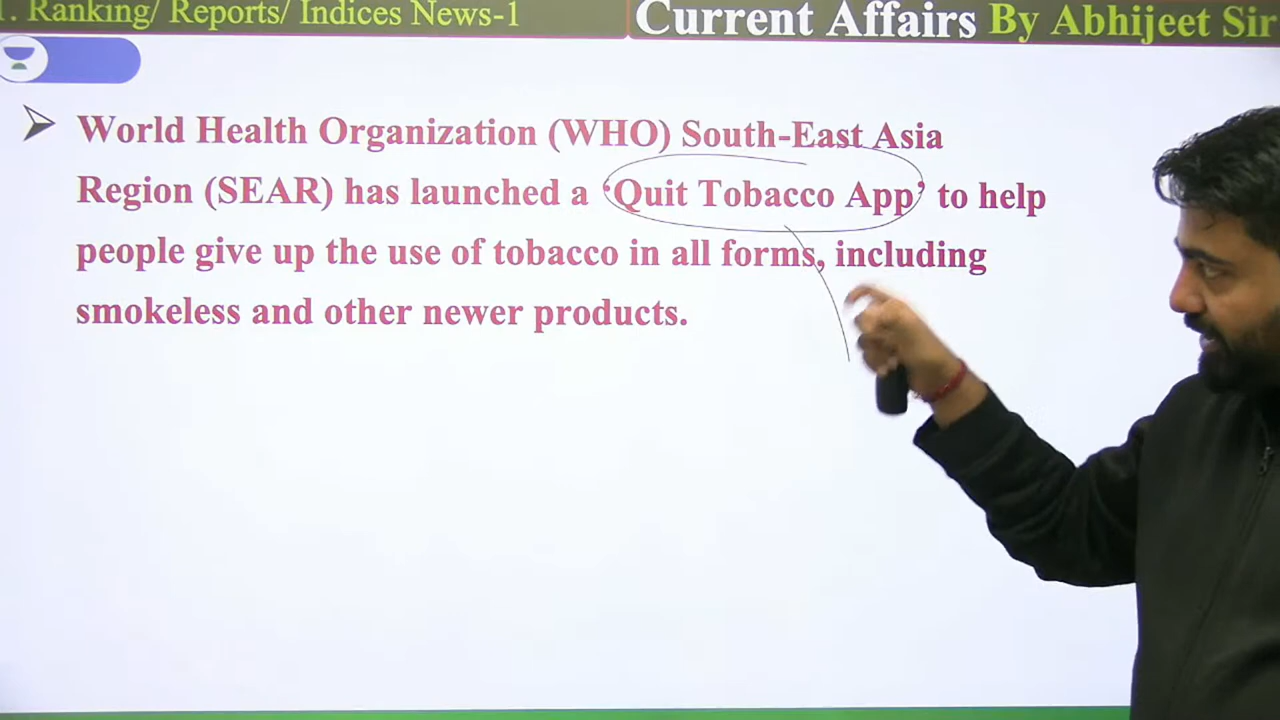 1. Ranking/ Reports/ Indices News-1
Current Affairs By Abhijeet Sir
World Health Organization (WHO) South-East Asia
Region (SEAR) has launched a ‘Quit Tobacco App’ to help
people give up the use of tobacco in all forms, including
smokeless and other newer products.